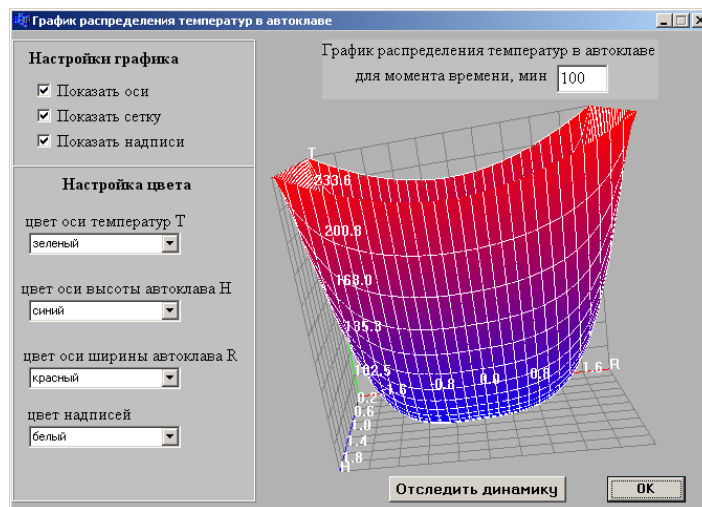 График распределения температур в автоклаве
Настройки графика
Показать оси
Показать сетку
Показать надписи
Настройка цвета
цвет оси температур T
зеленый
цвет оси высоты автоклава H
синий
цвет оси ширины автоклава R
красный
цвет надписей
белый
График распределения температур в автоклаве
для момента времени, мин 100
T
233.6
200.8
168.0
135.3
102.5
-1.6 -0.8 0.0 0.8 1.6 R
0.2
0.6
1.0
1.4
1.8
H
Отследить динамику
OK